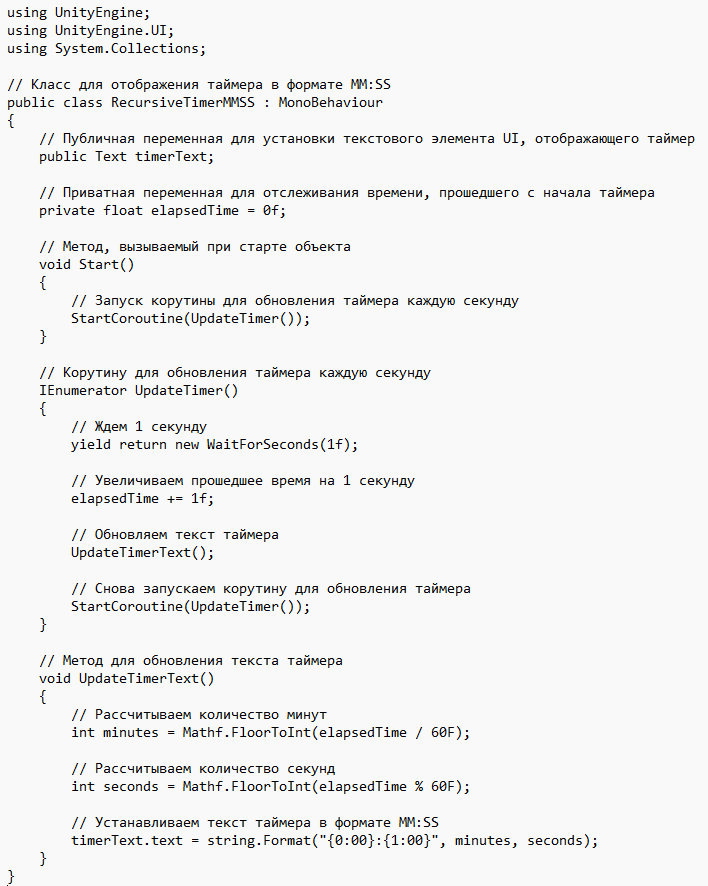 using UnityEngine;
using UnityEngine.UI;
using System.Collections;

// Класс для отображения таймера в формате MM:SS
public class RecursiveTimerMMSS : MonoBehaviour
{
    // Публичная переменная для установки текстового элемента UI, отображающего таймер
    public Text timerText;

    // Приватная переменная для отслеживания времени, прошедшего с начала таймера
    private float elapsedTime = 0f;

    // Метод, вызываемый при старте объекта
    void Start()
    {
        // Запуск корутины для обновления таймера каждую секунду
        StartCoroutine(UpdateTimer());
    }

    // Корутину для обновления таймера каждую секунду
    IEnumerator UpdateTimer()
    {
        // Ждем 1 секунду
        yield return new WaitForSeconds(1f);

        // Увеличиваем прошедшее время на 1 секунду
        elapsedTime += 1f;

        // Обновляем текст таймера
        UpdateTimerText();

        // Снова запускаем корутину для обновления таймера
        StartCoroutine(UpdateTimer());
    }

    // Метод для обновления текста таймера
    void UpdateTimerText()
    {
        // Рассчитываем количество минут
        int minutes = Mathf.FloorToInt(elapsedTime / 60F);

        // Рассчитываем количество секунд
        int seconds = Mathf.FloorToInt(elapsedTime % 60F);

        // Устанавливаем текст таймера в формате MM:SS
        timerText.text = string.Format("{0:00}:{1:00}", minutes, seconds);
    }
}